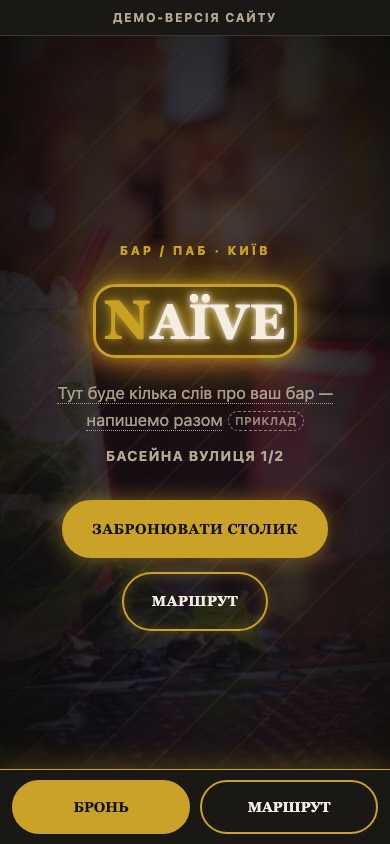 ДЕМО-ВЕРСІЯ САЙТУ
БАР / ПАБ · КИЇВ
NAÏVE
Тут буде кілька слів про ваш бар —
напишемо разом ПРИКЛАД
БАСЕЙНА ВУЛИЦЯ 1/2
ЗАБРОНЮВАТИ СТОЛИК
МАРШРУТ
БРОНЬ МАРШРУТ